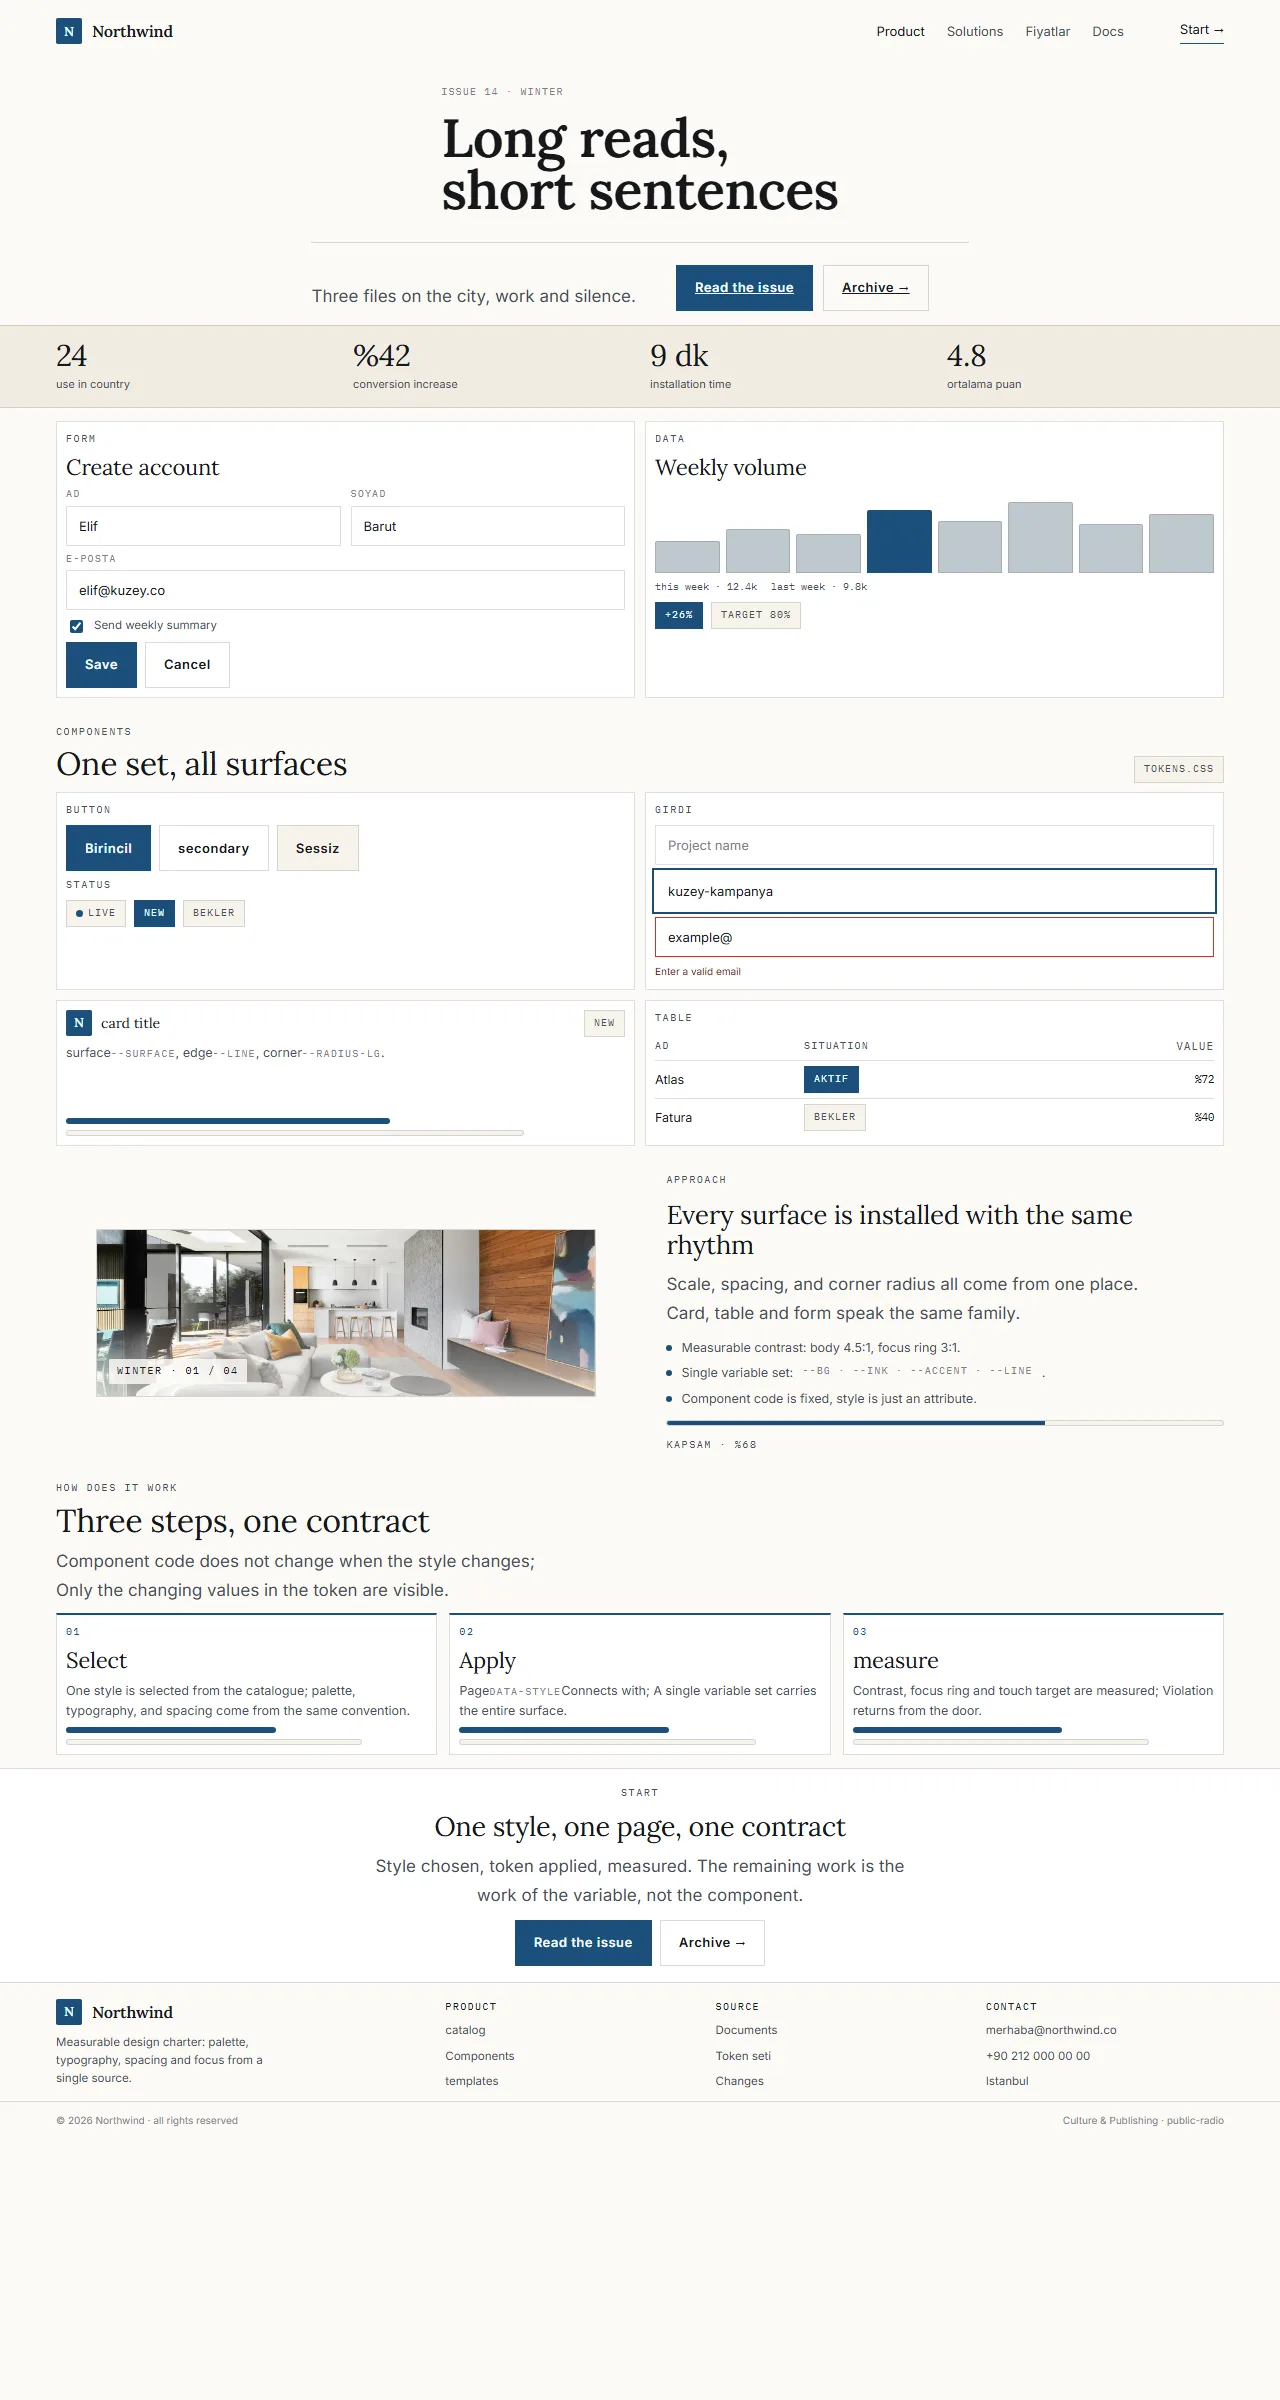 N Northwind
Product Solutions Fiyatlar Docs Start →
ISSUE 14 · WINTER
Long reads,
short sentences
Three files on the city, work and silence.
Read the issue Archive →
24 %42 9 dk 4.8
use in country conversion increase installation time ortalama puan
FORM
Create account
AD SOYAD
Elif Barut
E-POSTA
elif@kuzey.co
Send weekly summary
Save Cancel
DATA
Weekly volume
this week · 12.4k last week · 9.8k
+26% TARGET 80%
COMPONENTS
One set, all surfaces
TOKENS.CSS
BUTTON
Birincil secondary Sessiz
STATUS
LIVE NEW BEKLER
GIRDI
Project name
kuzey-kampanya
example@
Enter a valid email
N card title NEW
surface--SURFACE, edge--LINE, corner--RADIUS-LG.
TABLE
AD SITUATION VALUE
Atlas AKTIF %72
Fatura BEKLER %40
WINTER · 01 / 04
APPROACH
Every surface is installed with the same
rhythm
Scale, spacing, and corner radius all come from one place.
Card, table and form speak the same family.
Measurable contrast: body 4.5:1, focus ring 3:1.
Single variable set: --BG · --INK · --ACCENT · --LINE .
Component code is fixed, style is just an attribute.
KAPSAM · %68
HOW DOES IT WORK
Three steps, one contract
Component code does not change when the style changes;
Only the changing values in the token are visible.
01
Select
One style is selected from the catalogue; palette,
typography, and spacing come from the same convention.
02
Apply
PageDATA-STYLEConnects with; A single variable set carries
the entire surface.
03
measure
Contrast, focus ring and touch target are measured; Violation
returns from the door.
START
One style, one page, one contract
Style chosen, token applied, measured. The remaining work is the
work of the variable, not the component.
Read the issue Archive →
N Northwind
Measurable design charter: palette,
typography, spacing and focus from a
single source.
PRODUCT
catalog
Components
templates
SOURCE
Documents
Token seti
Changes
CONTACT
merhaba@northwind.co
+90 212 000 00 00
Istanbul
© 2026 Northwind · all rights reserved
Culture & Publishing · public-radio